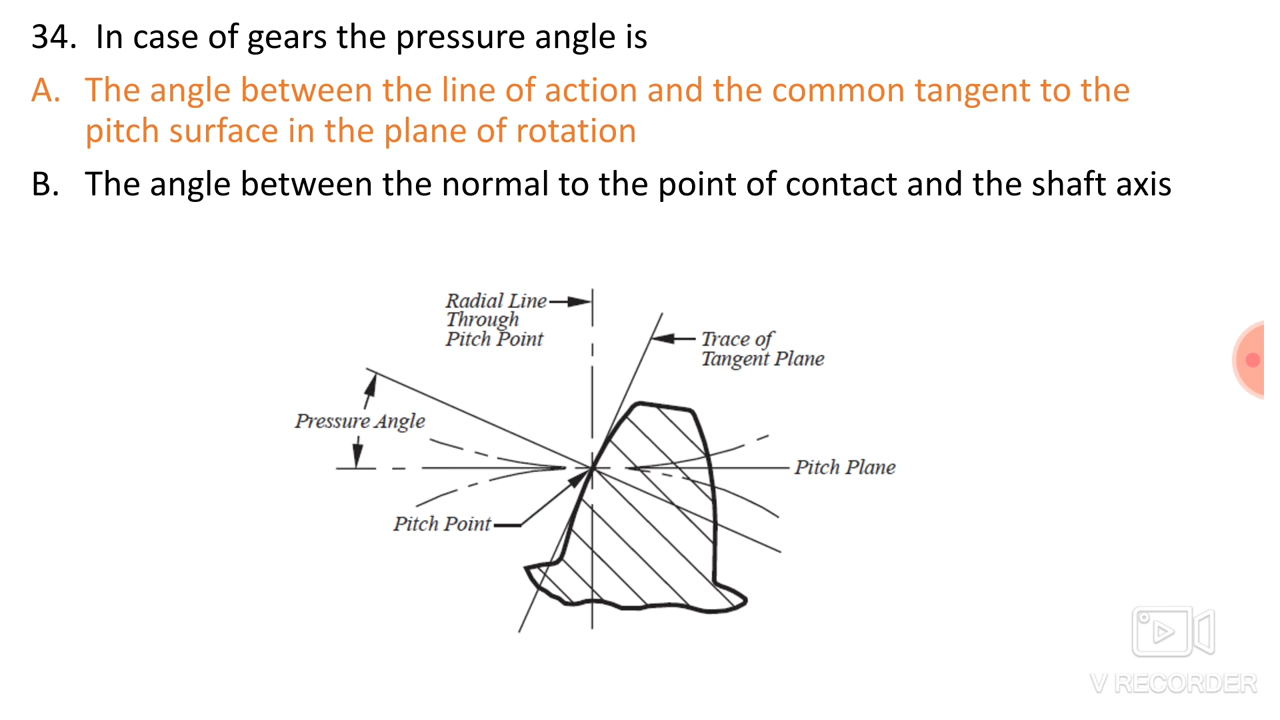 34. In case of gears the pressure angle is
A. The angle between the line of action and the common tangent to the
pitch surface in the plane of rotation
B. The angle between the normal to the point of contact and the shaft axis
Radial Line
Through
Pitch Point
Trace of
Tangent Plane
Pressure Angle
Pitch Plane
Pitch Point
V RECORDER